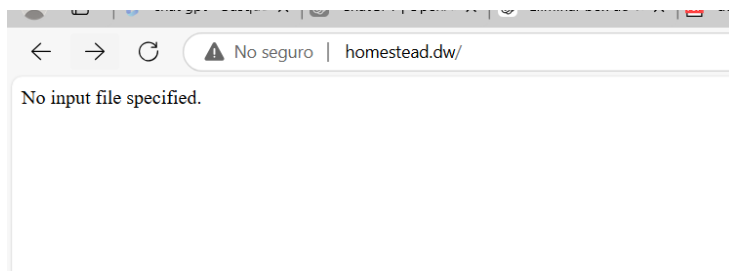 No seguro | homestead.dw/
No input file specified.